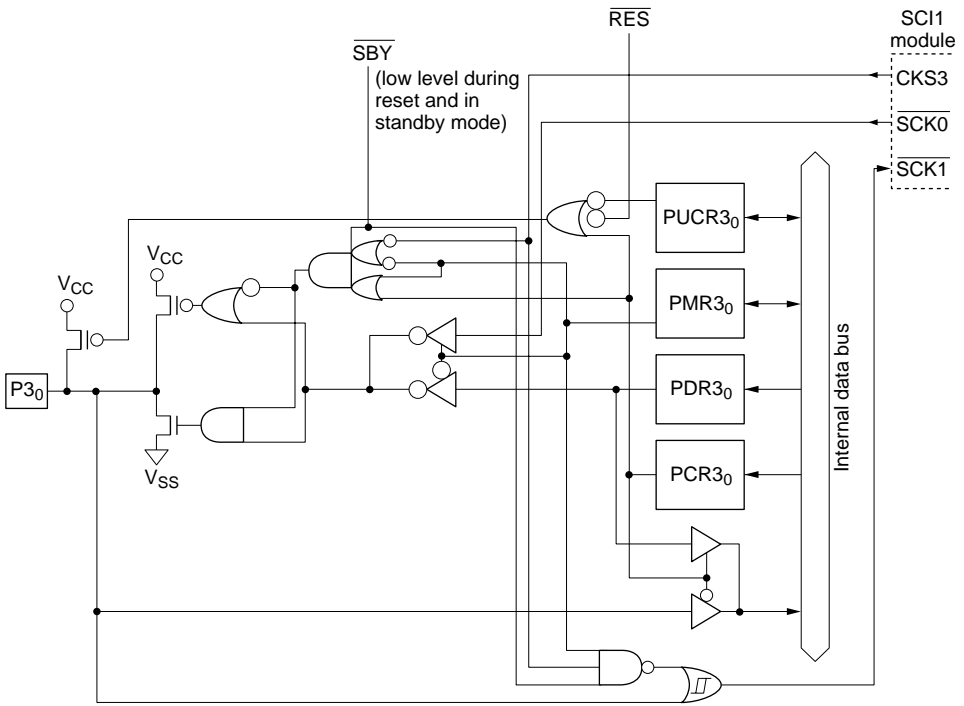 RES
SCI1
module
SBY
(low level during
reset and in
standby mode)
CKS3
SCK0
SCK1
PUCR3₀
VCC
VCC
PMR3₀
P3₀
PDR3₀
Internal data bus
VSS
PCR3₀